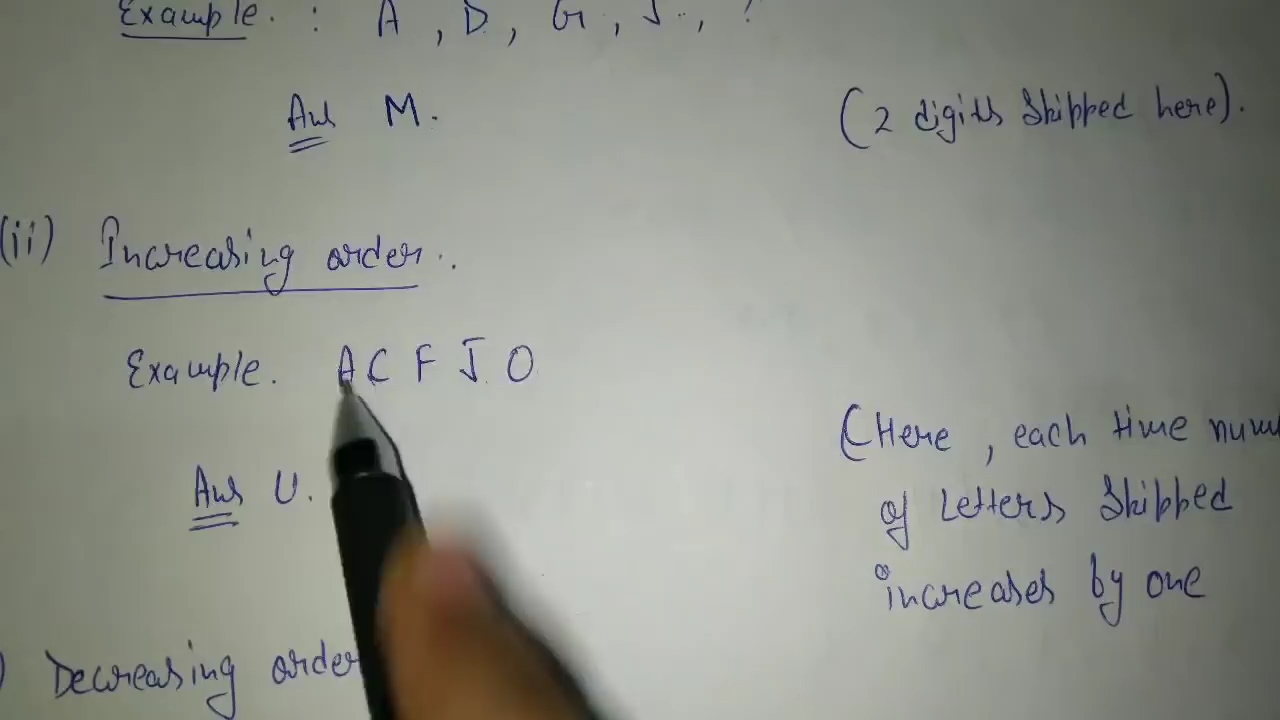 Example. : A , D, G, J., ?
Ans M. (2 digits skipped here).
(ii) Increasing order..
Example. A C F J O
(Here, each time
Ans U.
of letters skipped
increases by one
) Decreasing order